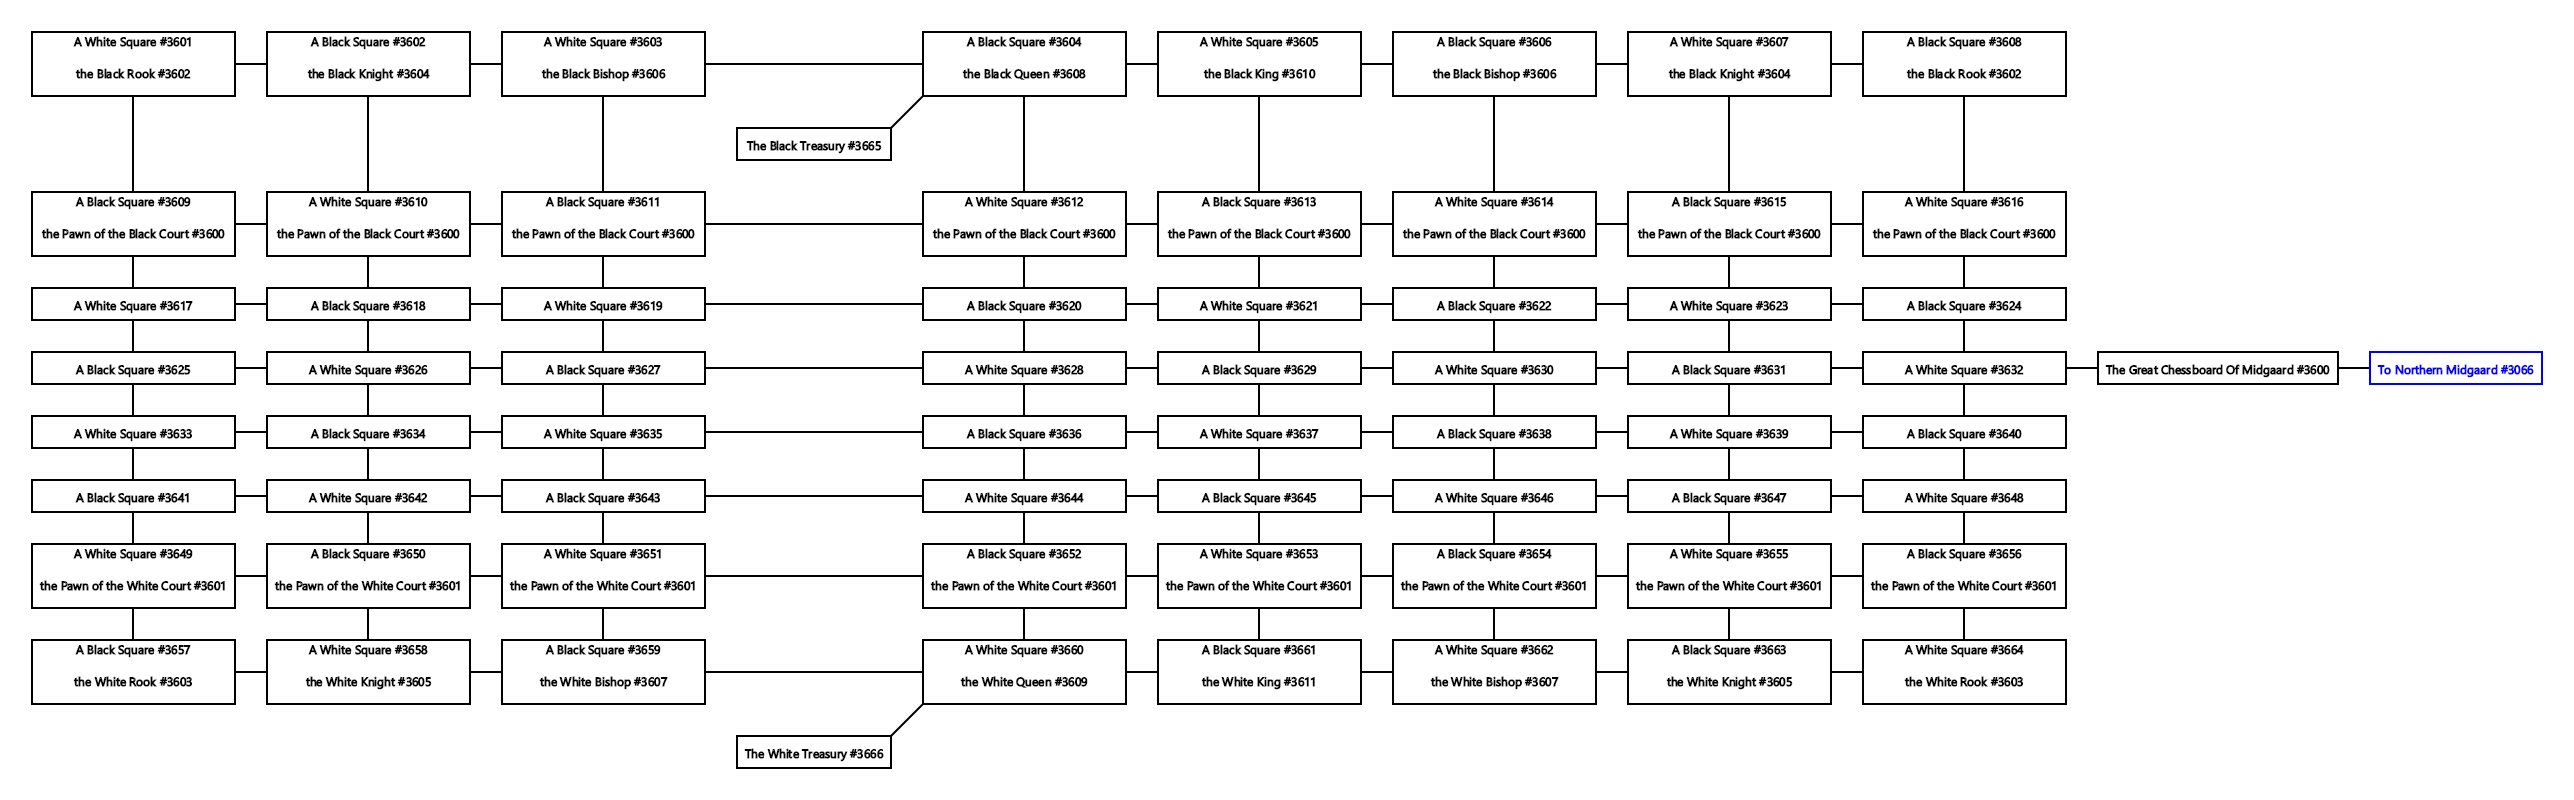 A White Square #3601
the Black Rook #3602
A Black Square #3602
the Black Knight #3604
A White Square #3603
the Black Bishop #3606
A Black Square #3604
the Black Queen #3608
A White Square #3605
the Black King #3610
A Black Square #3606
the Black Bishop #3606
A White Square #3607
the Black Knight #3604
A Black Square #3608
the Black Rook #3602
The Black Treasury #3665
A Black Square #3609
the Pawn of the Black Court #3600
A White Square #3610
the Pawn of the Black Court #3600
A Black Square #3611
the Pawn of the Black Court #3600
A White Square #3612
the Pawn of the Black Court #3600
A Black Square #3613
the Pawn of the Black Court #3600
A White Square #3614
the Pawn of the Black Court #3600
A Black Square #3615
the Pawn of the Black Court #3600
A White Square #3616
the Pawn of the Black Court #3600
A White Square #3617
A Black Square #3618
A White Square #3619
A Black Square #3620
A White Square #3621
A Black Square #3622
A White Square #3623
A Black Square #3624
A Black Square #3625
A White Square #3626
A Black Square #3627
A White Square #3628
A Black Square #3629
A White Square #3630
A Black Square #3631
A White Square #3632
The Great Chessboard Of Midgaard #3600
To Northern Midgaard #3066
A White Square #3633
A Black Square #3634
A White Square #3635
A Black Square #3636
A White Square #3637
A Black Square #3638
A White Square #3639
A Black Square #3640
A Black Square #3641
A White Square #3642
A Black Square #3643
A White Square #3644
A Black Square #3645
A White Square #3646
A Black Square #3647
A White Square #3648
A White Square #3649
the Pawn of the White Court #3601
A Black Square #3650
the Pawn of the White Court #3601
A White Square #3651
the Pawn of the White Court #3601
A Black Square #3652
the Pawn of the White Court #3601
A White Square #3653
the Pawn of the White Court #3601
A Black Square #3654
the Pawn of the White Court #3601
A White Square #3655
the Pawn of the White Court #3601
A Black Square #3656
the Pawn of the White Court #3601
A Black Square #3657
the White Rook #3603
A White Square #3658
the White Knight #3605
A Black Square #3659
the White Bishop #3607
A White Square #3660
the White Queen #3609
A Black Square #3661
the White King #3611
A White Square #3662
the White Bishop #3607
A Black Square #3663
the White Knight #3605
A White Square #3664
the White Rook #3603
The White Treasury #3666